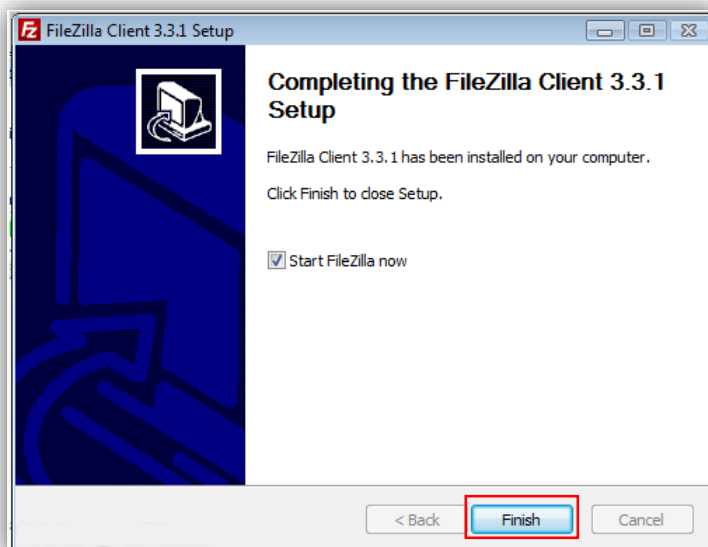 FileZilla Client 3.3.1 Setup
Completing the FileZilla Client 3.3.1
Setup
FileZilla Client 3.3.1 has been installed on your computer.
Click Finish to close Setup.
Start FileZilla now
< Back Finish Cancel